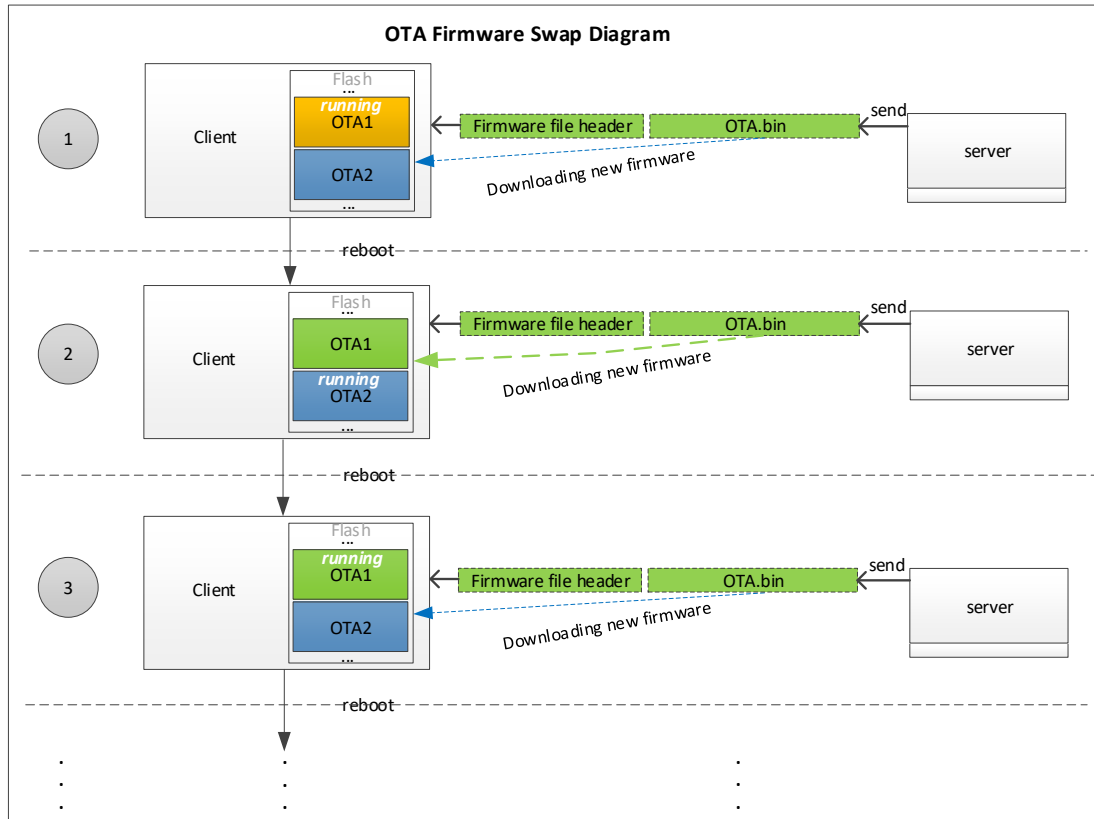 OTA Firmware Swap Diagram
1
Client
Flash
...
running
OTA1
OTA2
...
Firmware file header
OTA.bin
send
server
Downloading new firmware
reboot
2
Client
Flash
...
OTA1
running
OTA2
...
Firmware file header
OTA.bin
send
server
Downloading new firmware
reboot
3
Client
Flash
...
running
OTA1
OTA2
...
Firmware file header
OTA.bin
send
server
Downloading new firmware
reboot